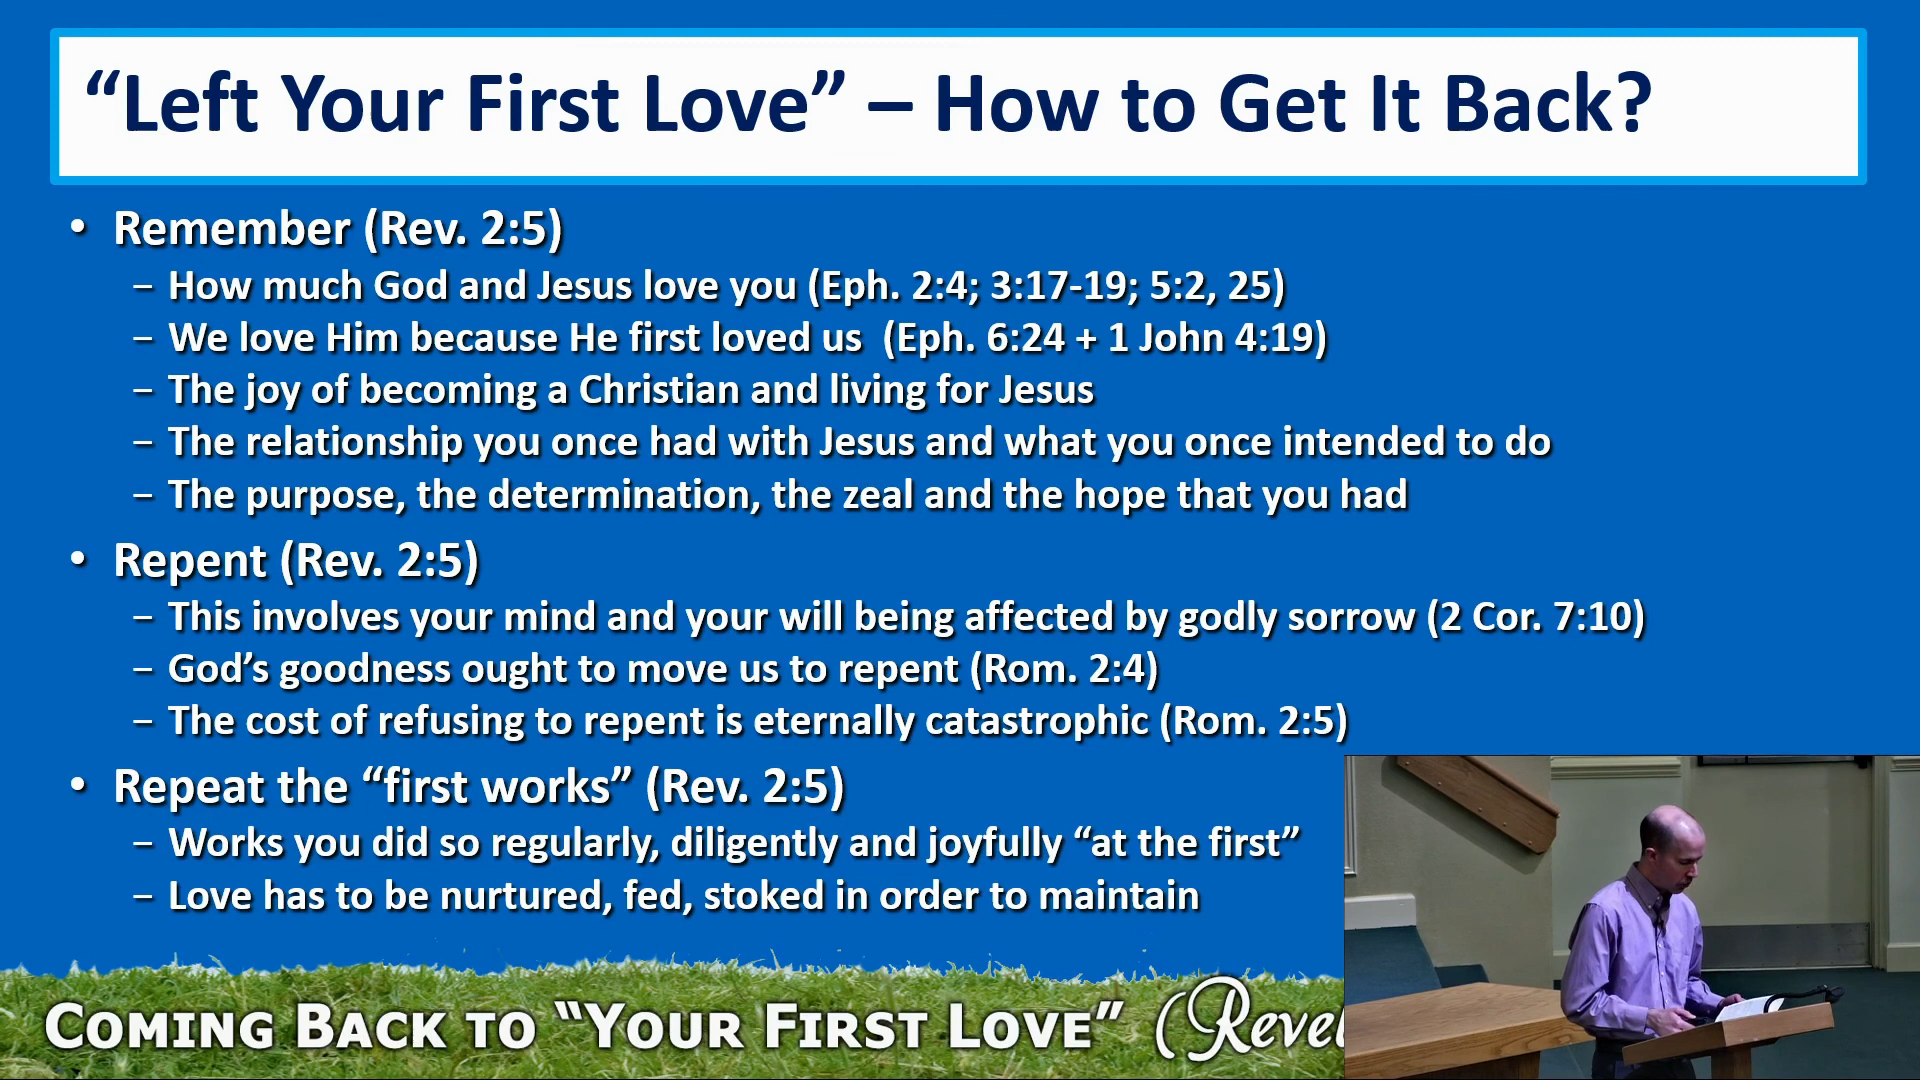 “Left Your First Love” – How to Get It Back?
• Remember (Rev. 2:5)
– How much God and Jesus love you (Eph. 2:4; 3:17-19; 5:2, 25)
– We love Him because He first loved us  (Eph. 6:24 + 1 John 4:19)
– The joy of becoming a Christian and living for Jesus
– The relationship you once had with Jesus and what you once intended to do
– The purpose, the determination, the zeal and the hope that you had
• Repent (Rev. 2:5)
– This involves your mind and your will being affected by godly sorrow (2 Cor. 7:10)
– God’s goodness ought to move us to repent (Rom. 2:4)
– The cost of refusing to repent is eternally catastrophic (Rom. 2:5)
• Repeat the “first works” (Rev. 2:5)
– Works you did so regularly, diligently and joyfully “at the first”
– Love has to be nurtured, fed, stoked in order to maintain
Coming Back to “Your First Love” (Revel